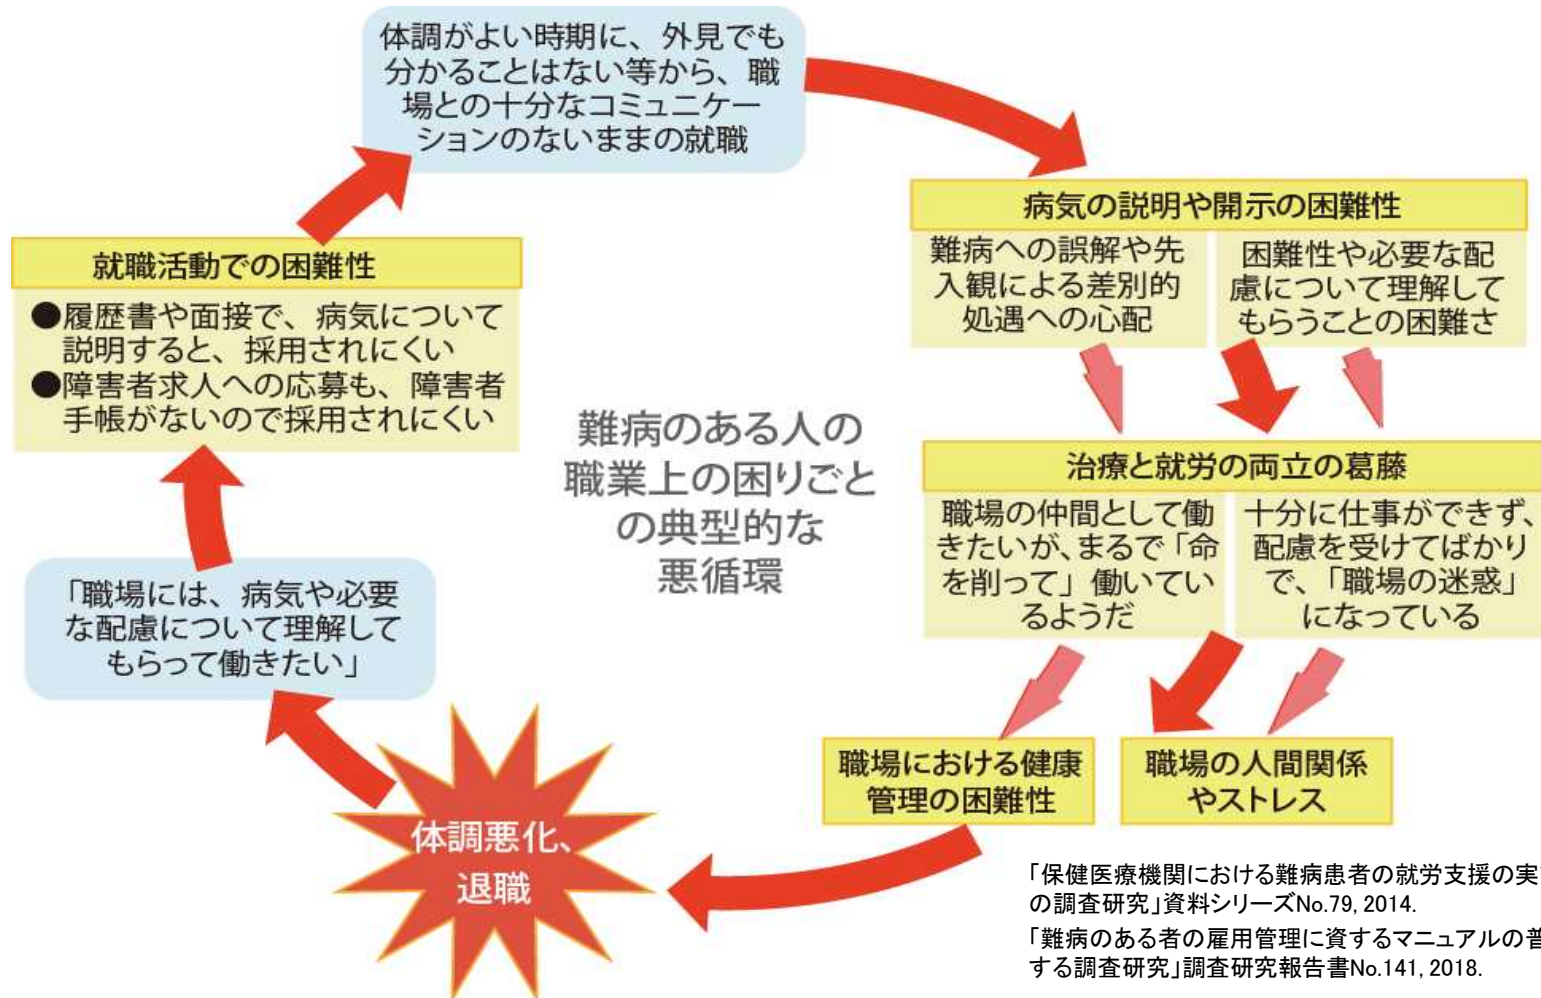 体調がよい時期に、外見でも
分かることはない等から、職
場との十分なコミュニケー
ションのないままの就職
病気の説明や開示の困難性
難病への誤解や先
入観による差別的
処遇への心配
困難性や必要な配
慮について理解して
もらうことの困難さ
治療と就労の両立の葛藤
職場の仲間として働
きたいが、まるで「命
を削って」働いてい
るようだ
十分に仕事ができず、
配慮を受けてばかり
で、「職場の迷惑」
になっている
職場における健康
管理の困難性
職場の人間関係
やストレス
体調悪化、
退職
「職場には、病気や必要
な配慮について理解して
もらって働きたい」
就職活動での困難性
●履歴書や面接で、病気について
説明すると、採用されにくい
●障害者求人への応募も、障害者
手帳がないので採用されにくい
難病のある人の
職業上の困りごと
の典型的な
悪循環
「保健医療機関における難病患者の就労支援の実
の調査研究」資料シリーズNo.79, 2014.
「難病のある者の雇用管理に資するマニュアルの普
する調査研究」調査研究報告書No.141, 2018.